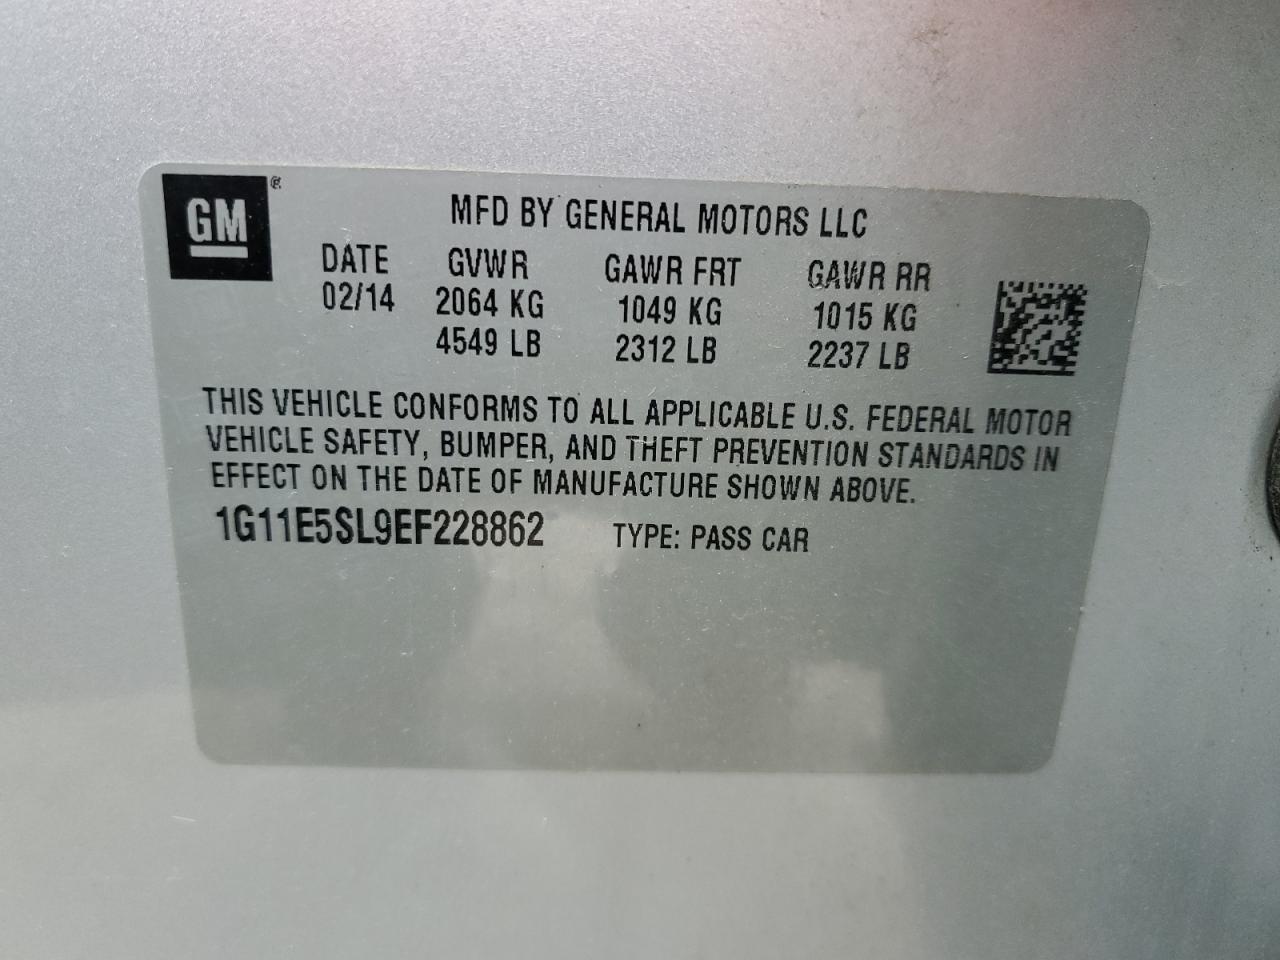 GM®
MFD BY GENERAL MOTORS LLC
DATE GVWR GAWR FRT GAWR RR
02/14 2064 KG 1049 KG 1015 KG
4549 LB 2312 LB 2237 LB
THIS VEHICLE CONFORMS TO ALL APPLICABLE U.S. FEDERAL MOTOR
VEHICLE SAFETY, BUMPER, AND THEFT PREVENTION STANDARDS IN
EFFECT ON THE DATE OF MANUFACTURE SHOWN ABOVE.
1G11E5SL9EF228862 TYPE: PASS CAR